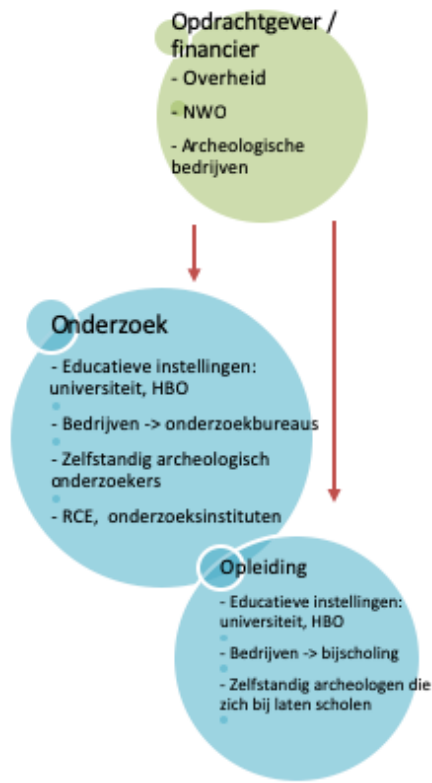 Opdrachtgever /
financier
- Overheid
- NWO
- Archeologische
bedrijven
Onderzoek
- Educatieve instellingen:
universiteit, HBO
- Bedrijven -> onderzoekbureaus
- Zelfstandig archeologisch
onderzoekers
- RCE, onderzoeksinstituten
Opleiding
- Educatieve instellingen:
universiteit, HBO
- Bedrijven -> bijscholing
- Zelfstandig archeologen die
zich bij laten scholen